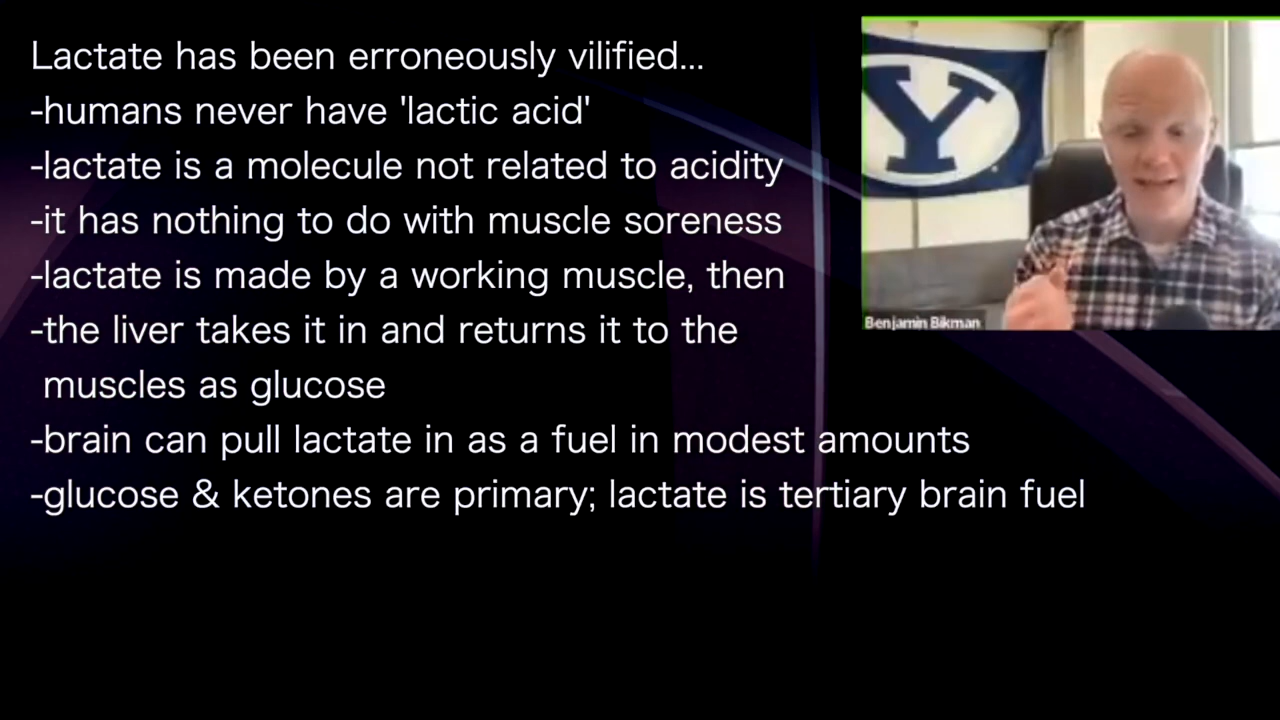 Lactate has been erroneously vilified...
-humans never have 'lactic acid'
-lactate is a molecule not related to acidity
-it has nothing to do with muscle soreness
-lactate is made by a working muscle, then
-the liver takes it in and returns it to the
muscles as glucose
-brain can pull lactate in as a fuel in modest amounts
-glucose & ketones are primary; lactate is tertiary brain fuel
Y
Benjamin Bikman